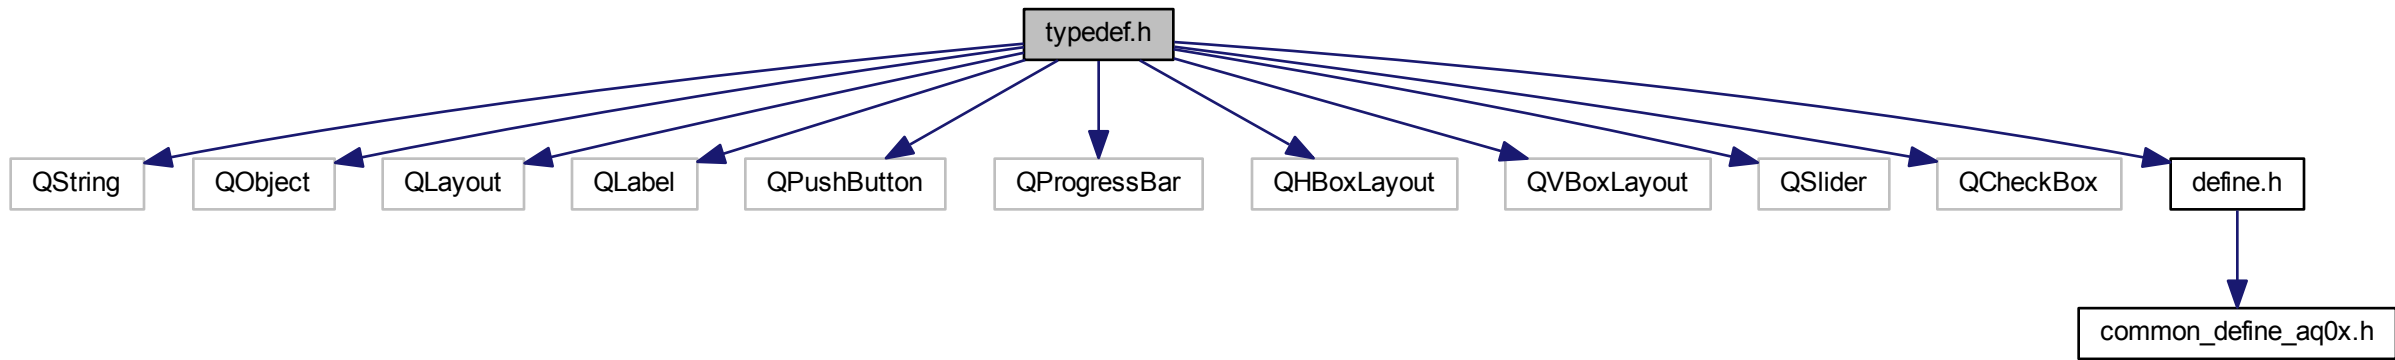 typedef.h
QString
QObject
QLayout
QLabel
QPushButton
QProgressBar
QHBoxLayout
QVBoxLayout
QSlider
QCheckBox
define.h
common_define_aq0x.h